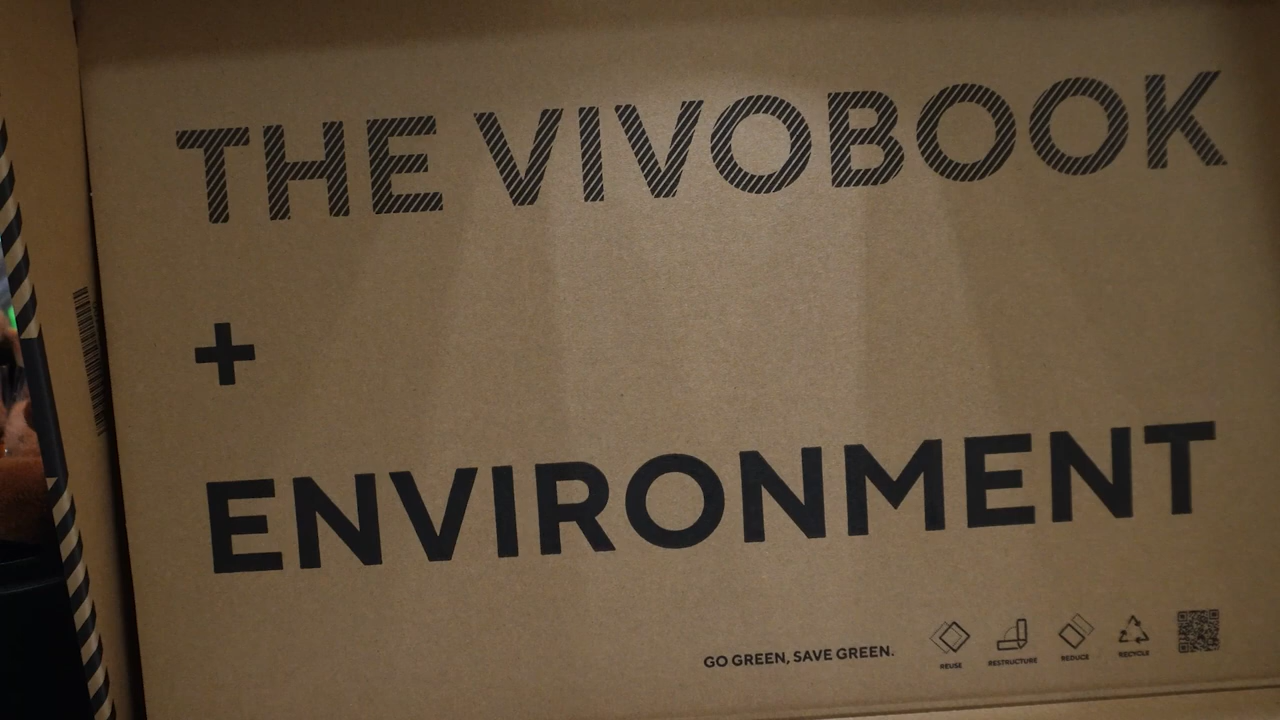 THE VIVOBOOK
+
ENVIRONMENT
GO GREEN, SAVE GREEN.
REUSE
RESTRUCTURE
REDUCE
RECYCLE